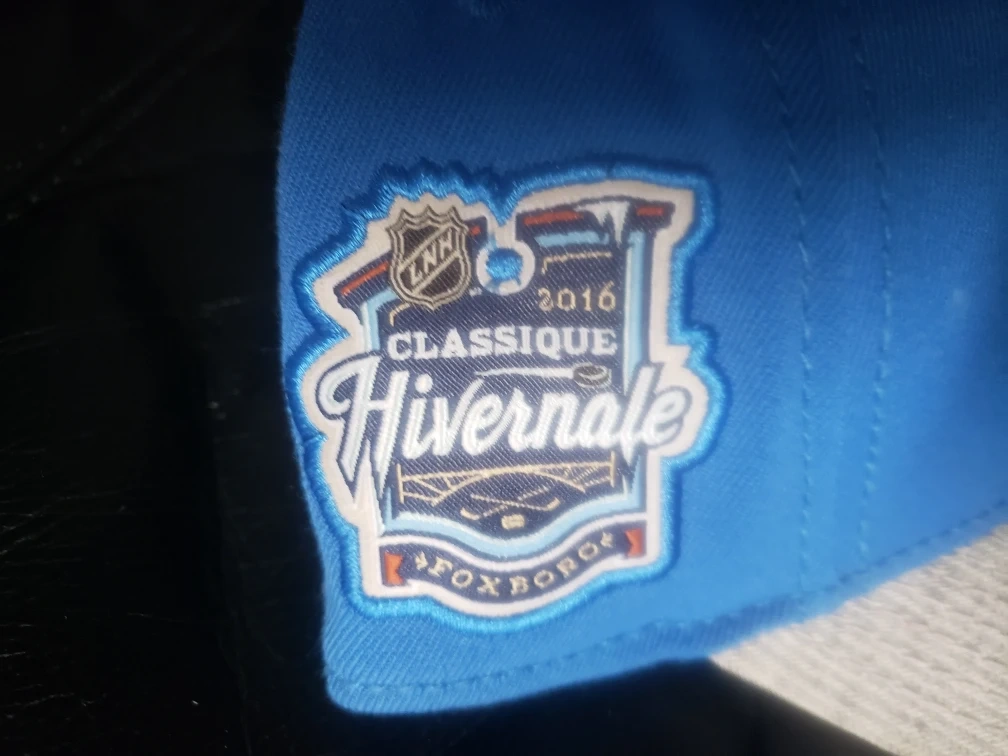 LNH
2016
CLASSIQUE
Hivernale
FOXBORO